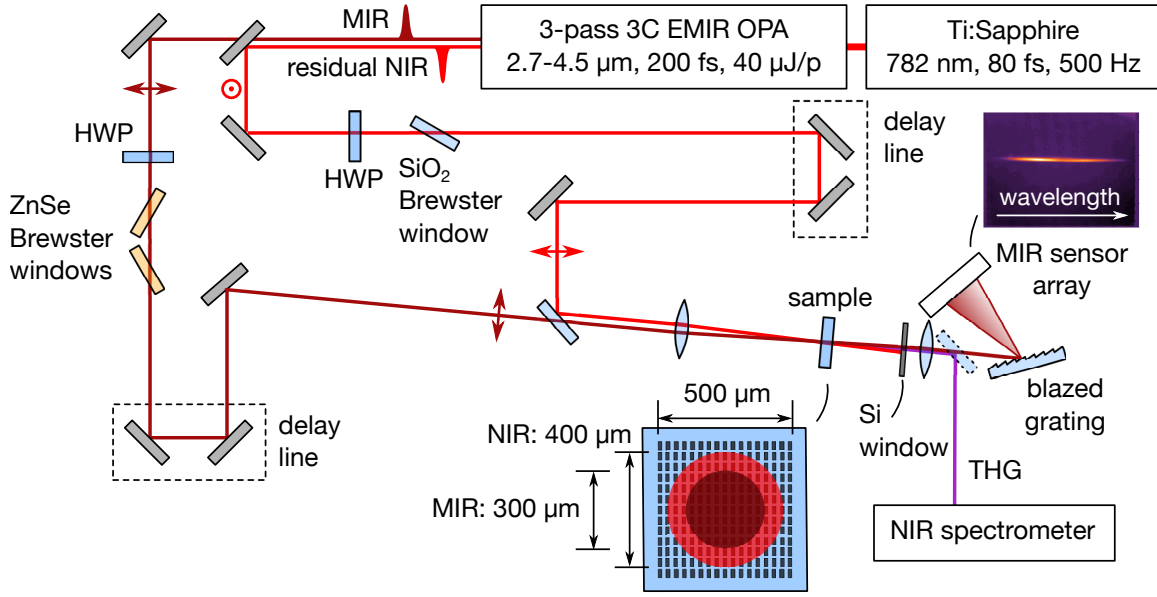 MIR
residual NIR
3-pass 3C EMIR OPA
2.7-4.5 µm, 200 fs, 40 µJ/p
Ti:Sapphire
782 nm, 80 fs, 500 Hz
HWP
HWP
SiO2
Brewster
window
delay
line
wavelength
ZnSe
Brewster
windows
MIR sensor
array
sample
blazed
grating
Si
window
delay
line
500 µm
NIR: 400 µm
MIR: 300 µm
THG
NIR spectrometer